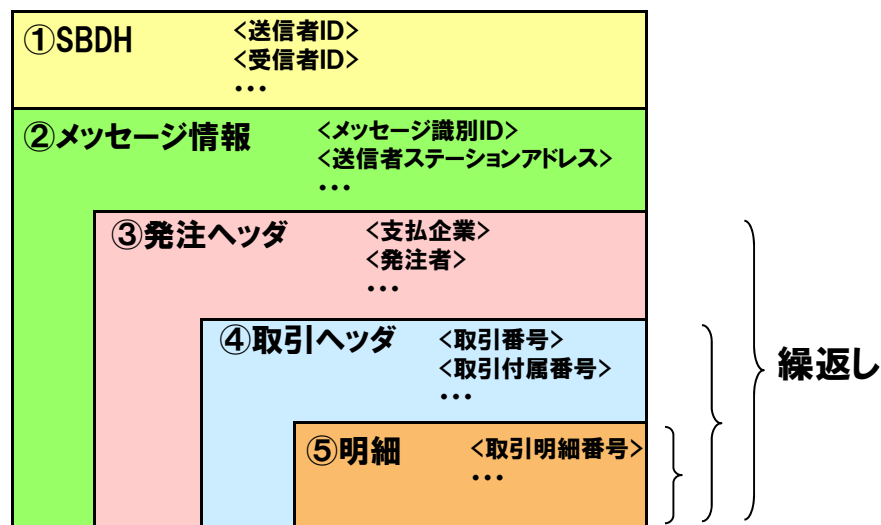 ①SBDH
<送信者ID>
<受信者ID>
・・・
②メッセージ情報
<メッセージ識別ID>
<送信者ステーションアドレス>
・・・
③発注ヘッダ
<支払企業>
<発注者>
・・・
④取引ヘッダ
<取引番号>
<取引付属番号>
・・・
繰返し
⑤明細
<取引明細番号>
・・・